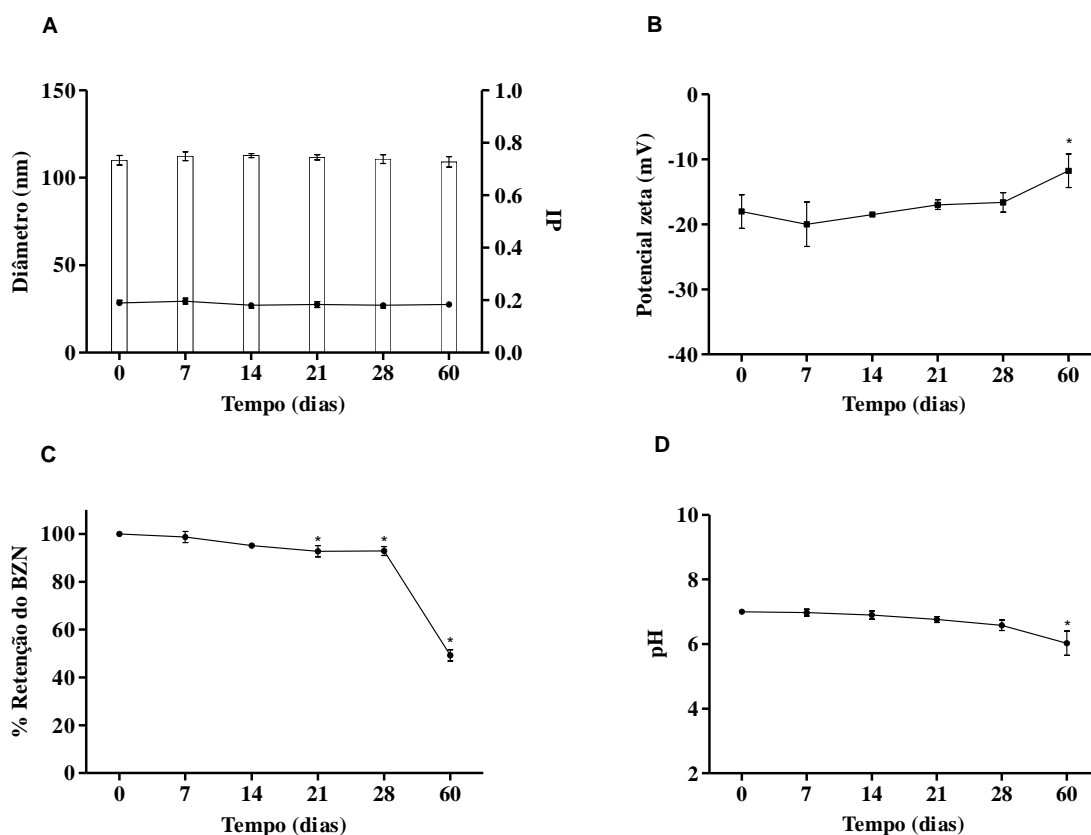 A
150
100
50
0
Diâmetro (nm)
1.0
0.8
0.6
0.4
0.2
0.0
IP
0 7 14 21 28 60
Tempo (dias)
B
0
-10
-20
-30
-40
Potencial zeta (mV)
*
0 7 14 21 28 60
Tempo (dias)
C
100
80
60
40
20
0
% Retenção do BZN
* *
*
0 7 14 21 28 60
Tempo (dias)
D
10
8
6
4
2
pH
*
0 7 14 21 28 60
Tempo (dias)